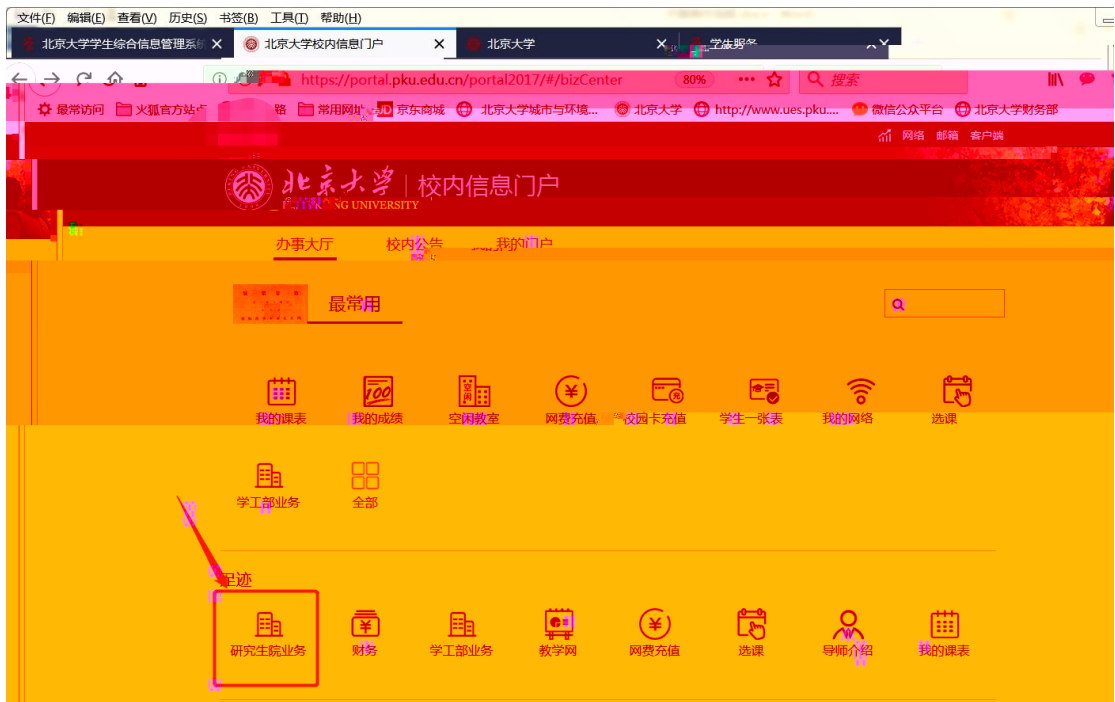 文件(F) 编辑(E) 查看(V) 历史(S) 书签(B) 工具(T) 帮助(H)
北京大学学生综合信息管理系统 × 北京大学校内信息门户 × 北京大学 × 学生服务 ×
https://portal.pku.edu.cn/portal2017/#/bizCenter 80% 搜索
最常访问 火狐官方站点 常用网址 JD 京东商城 北京大学城市与环境... 北京大学 http://www.ues.pku.... 微信公众平台 北京大学财务部
网络 邮箱 客户端
北京大学 校内信息门户
UNIVERSITY
办事大厅 校内公告 我的门户
最常用
我的课表 我的成绩 空闲教室 网费充值 校园卡充值 学生一张表 我的网络 选课
学工部业务 全部
足迹
研究生院业务 财务 学工部业务 教学网 网费充值 选课 导师介绍 我的课表